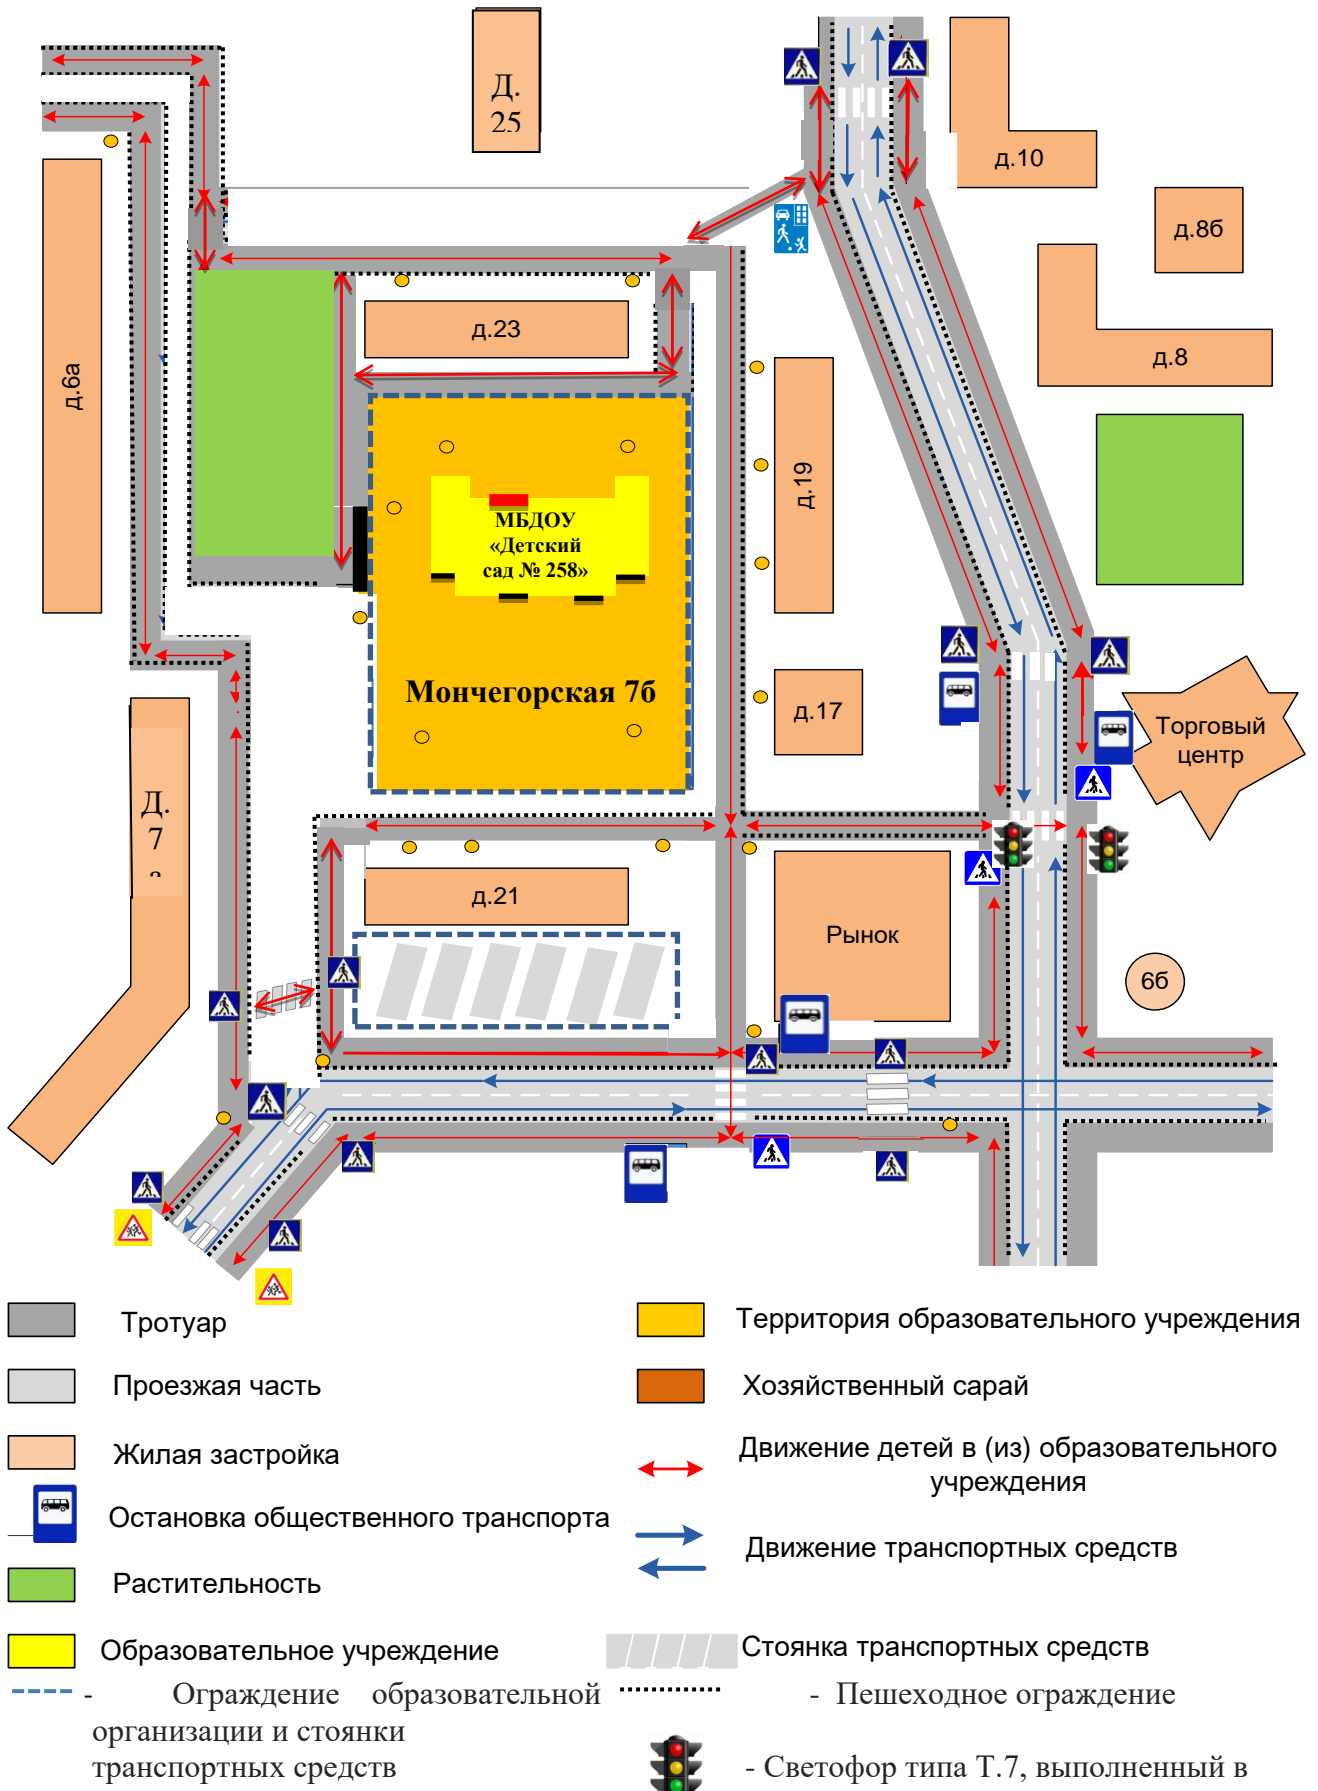 Д.
25
д.10
д.8б
д.23
д.8
д.6а
д.19
МБДОУ
«Детский
сад № 258»
Мончегорская 7б
д.17
Торговый
центр
Д.
7
а
д.21
Рынок
6б
Тротуар
Территория образовательного учреждения
Проезжая часть
Хозяйственный сарай
Жилая застройка
Движение детей в (из) образовательного
учреждения
Остановка общественного транспорта
Движение транспортных средств
Растительность
Образовательное учреждение
Стоянка транспортных средств
- Ограждение образовательной
организации и стоянки
транспортных средств
- Пешеходное ограждение
- Светофор типа Т.7, выполненный в